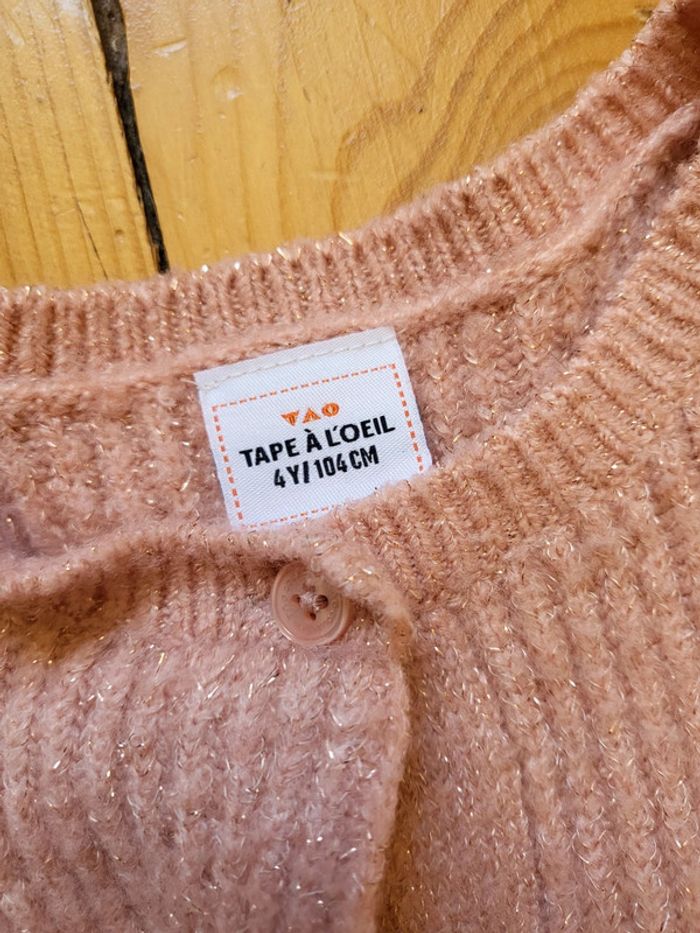 TAO
TAPE À L'OEIL
4Y/104CM